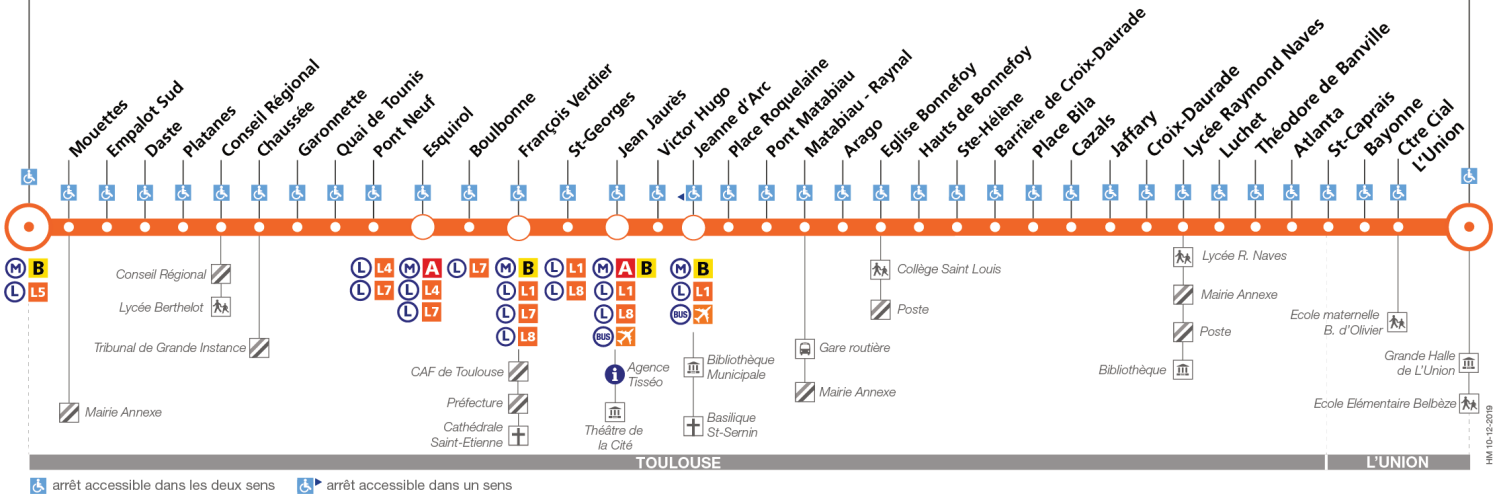 Mouettes
Empalot Sud
Daste
Platanes
Conseil Régional
Chaussée
Garonnette
Quai de Tounis
Pont Neuf
Esquirol
Boulbonne
François Verdier
St-Georges
Jean Jaurès
Victor Hugo
Jeanne d'Arc
Place Roquelaine
Pont Matabiau
Matabiau - Raynal
Arago
Eglise Bonnefoy
Hauts de Bonnefoy
Ste-Hélène
Barrière de Croix-Daurade
Place Bila
Cazals
Jaffary
Croix-Daurade
Lycée Raymond Naves
Luchet
Théodore de Banville
Atlanta
St-Caprais
Bayonne
Ctre Cial
L'Union
M B
L L5
L L4
L L7
M A
L L4
L L7
L L7
M B
L L1
L L7
L L8
L L1
L L8
M A B
L L1
L L8
BUS
M B
L L1
BUS
Mairie Annexe
Conseil Régional
Lycée Berthelot
Tribunal de Grande Instance
CAF de Toulouse
Préfecture
Cathédrale
Saint-Etienne
i Agence
Tisséo
Théâtre de
la Cité
Bibliothèque
Municipale
Basilique
St-Sernin
Gare routière
Mairie Annexe
Collège Saint Louis
Poste
Lycée R. Naves
Mairie Annexe
Poste
Bibliothèque
Ecole maternelle
B. d'Olivier
Grande Halle
de L'Union
Ecole Elémentaire Belbèze
HM 10-12-2019
TOULOUSE
L'UNION
arrêt accessible dans les deux sens
arrêt accessible dans un sens